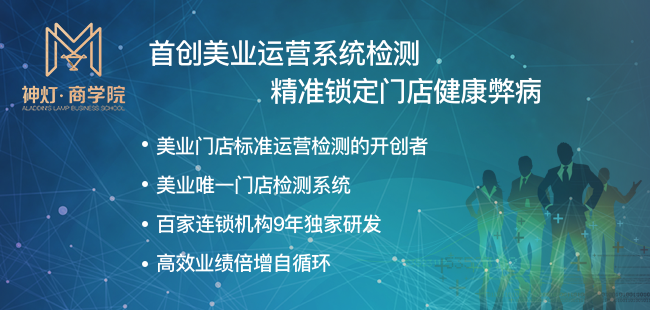 神灯·商学院
ALADDIN'S LAMP BUSINESS SCHOOL
首创美业运营系统检测
精准锁定门店健康弊病
• 美业门店标准运营检测的开创者
• 美业唯一门店检测系统
• 百家连锁机构9年独家研发
• 高效业绩倍增自循环